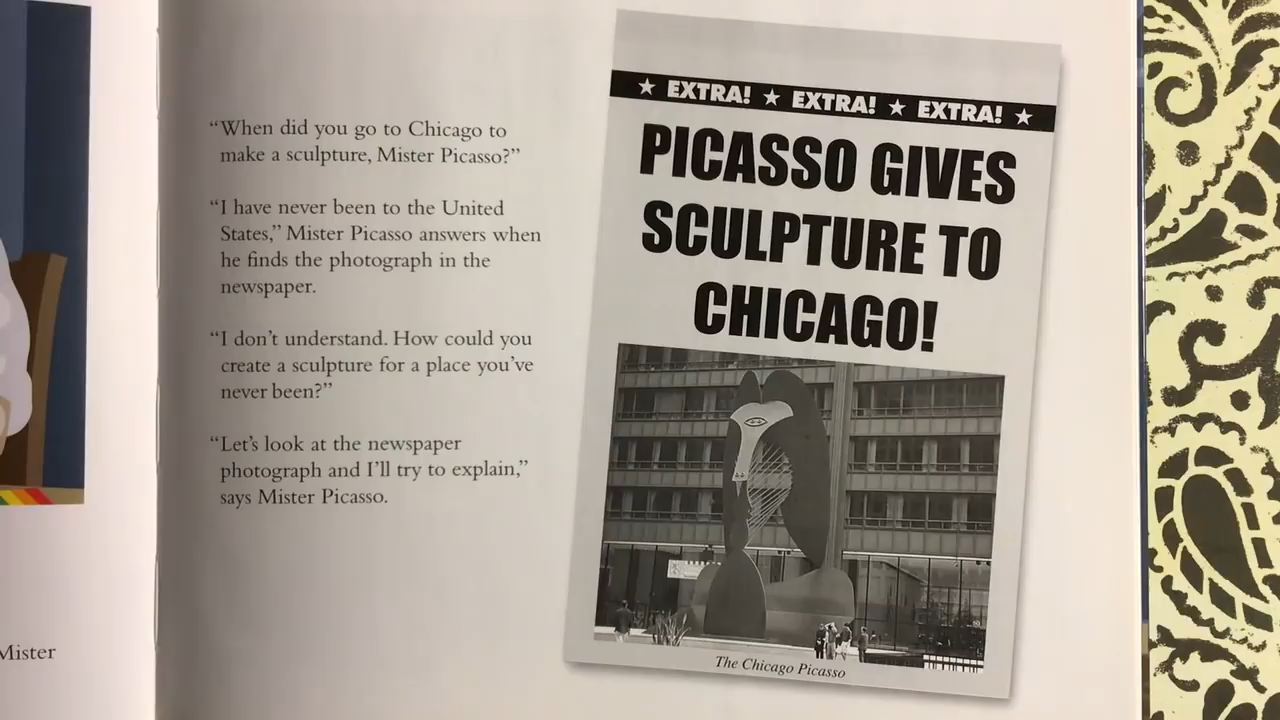 “When did you go to Chicago to
make a sculpture, Mister Picasso?”
“I have never been to the United
States,” Mister Picasso answers when
he finds the photograph in the
newspaper.
“I don’t understand. How could you
create a sculpture for a place you’ve
never been?”
“Let’s look at the newspaper
photograph and I’ll try to explain,”
says Mister Picasso.
Mister
★ EXTRA! ★ EXTRA! ★ EXTRA! ★
PICASSO GIVES
SCULPTURE TO
CHICAGO!
The Chicago Picasso